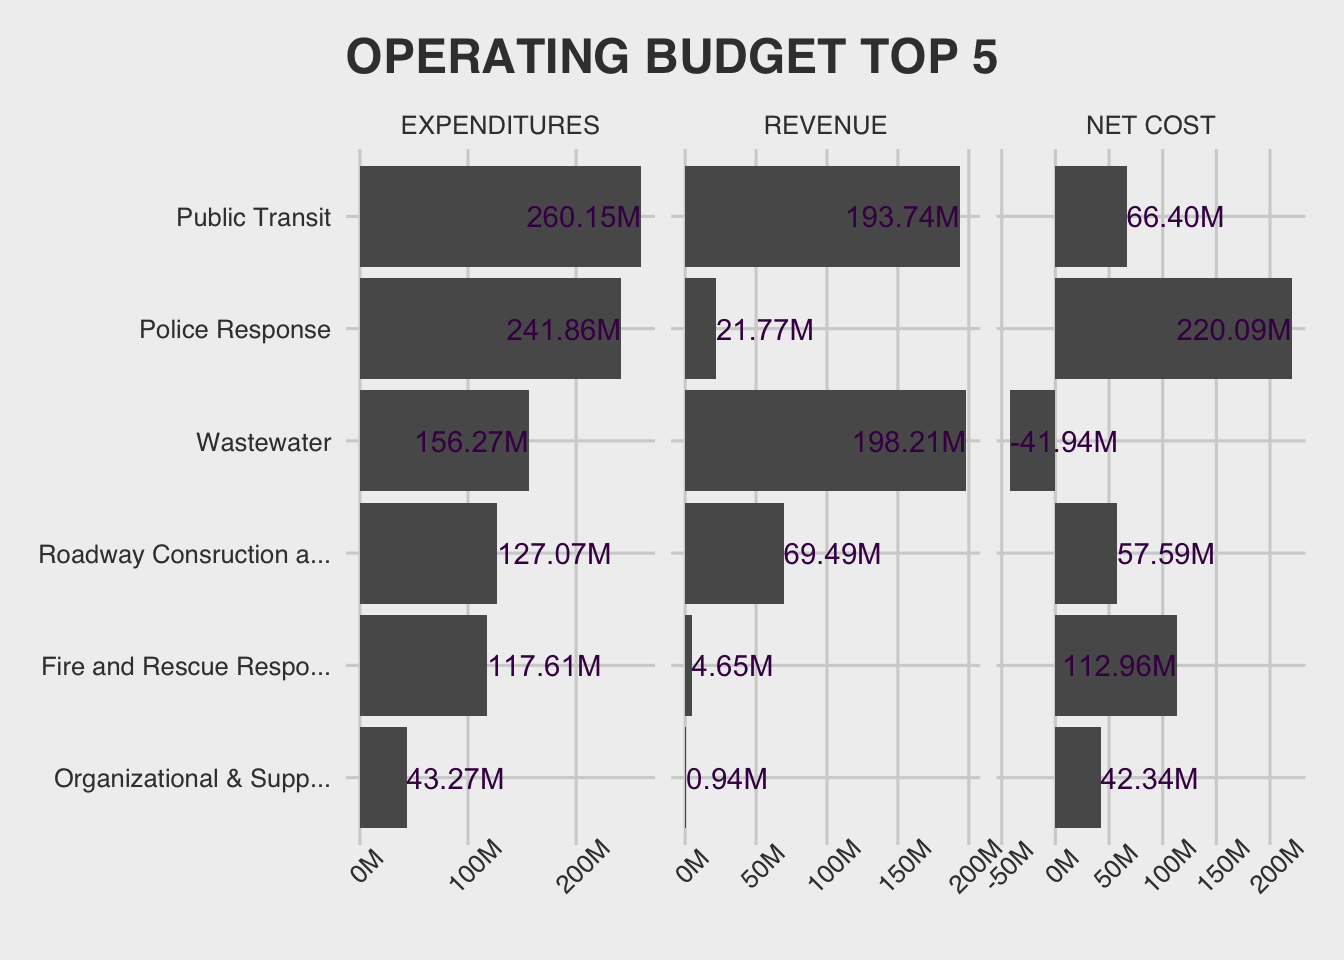 OPERATING BUDGET TOP 5
EXPENDITURES REVENUE NET COST
Public Transit 260.15M 193.74M 66.40M
Police Response 241.86M 21.77M 220.09M
Wastewater 156.27M 198.21M -41.94M
Roadway Consruction a... 127.07M 69.49M 57.59M
Fire and Rescue Respo... 117.61M 4.65M 112.96M
Organizational & Supp... 43.27M 0.94M 42.34M
0M 100M 200M 0M 50M 100M 150M 200M -50M 0M 50M 100M 150M 200M